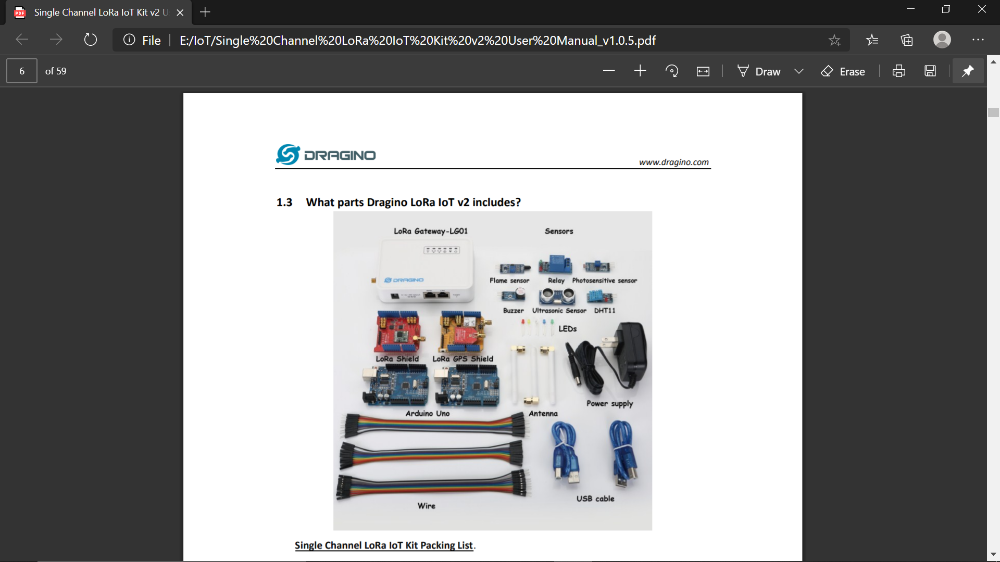 Single Channel LoRa IoT Kit v2 U
File
E:/IoT/Single%20Channel%20LoRa%20IoT%20Kit%20v2%20User%20Manual_v1.0.5.pdf
6 of 59
Draw
Erase
DRAGINO
www.dragino.com
1.3 What parts Dragino LoRa IoT v2 includes?
LoRa Gateway-LG01
Sensors
DRAGINO
Flame sensor
Relay
Photosensitive sensor
Buzzer
Ultrasonic Sensor
DHT11
LEDs
LoRa Shield
LoRa GPS Shield
Power supply
Arduino Uno
Antenna
USB cable
Wire
Single Channel LoRa IoT Kit Packing List.